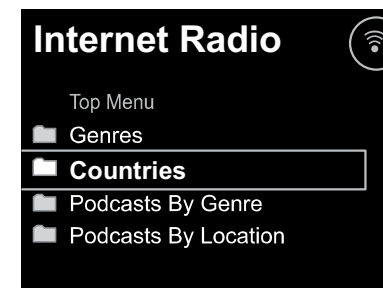 Internet Radio
Top Menu
Genres
Countries
Podcasts By Genre
Podcasts By Location